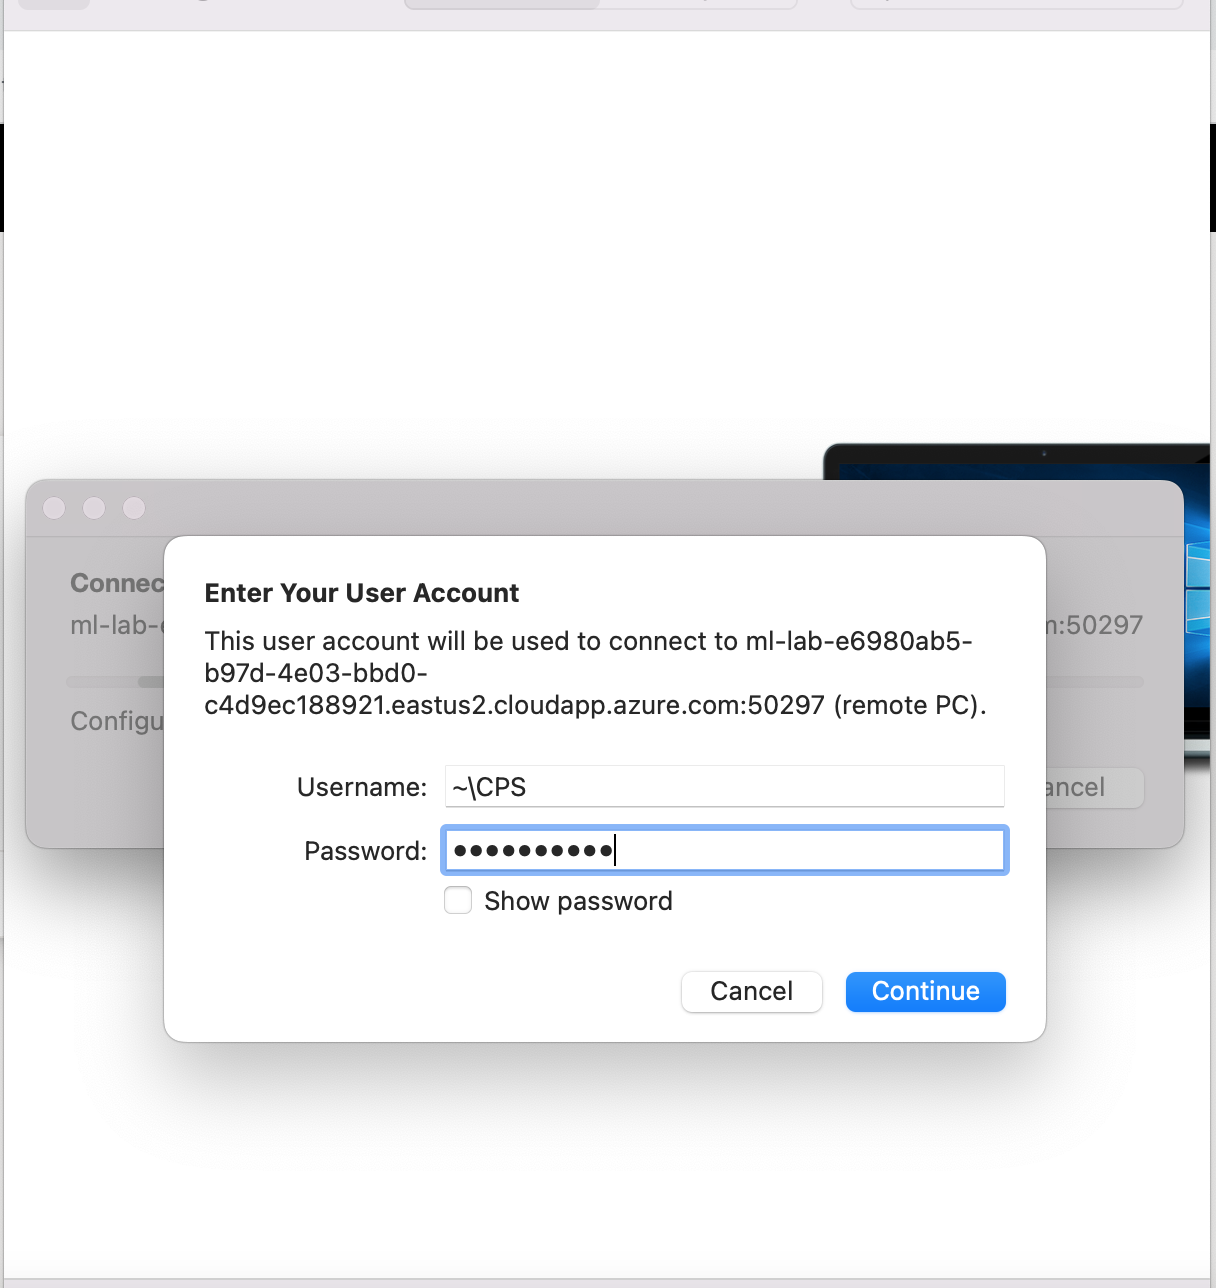 Enter Your User Account
This user account will be used to connect to ml-lab-e6980ab5-
b97d-4e03-bbd0-
c4d9ec188921.eastus2.cloudapp.azure.com:50297 (remote PC).
Username: ~\CPS
Password: ••••••••••
Show password
Cancel Continue
Connec
ml-lab-
:50297
Configu
ancel